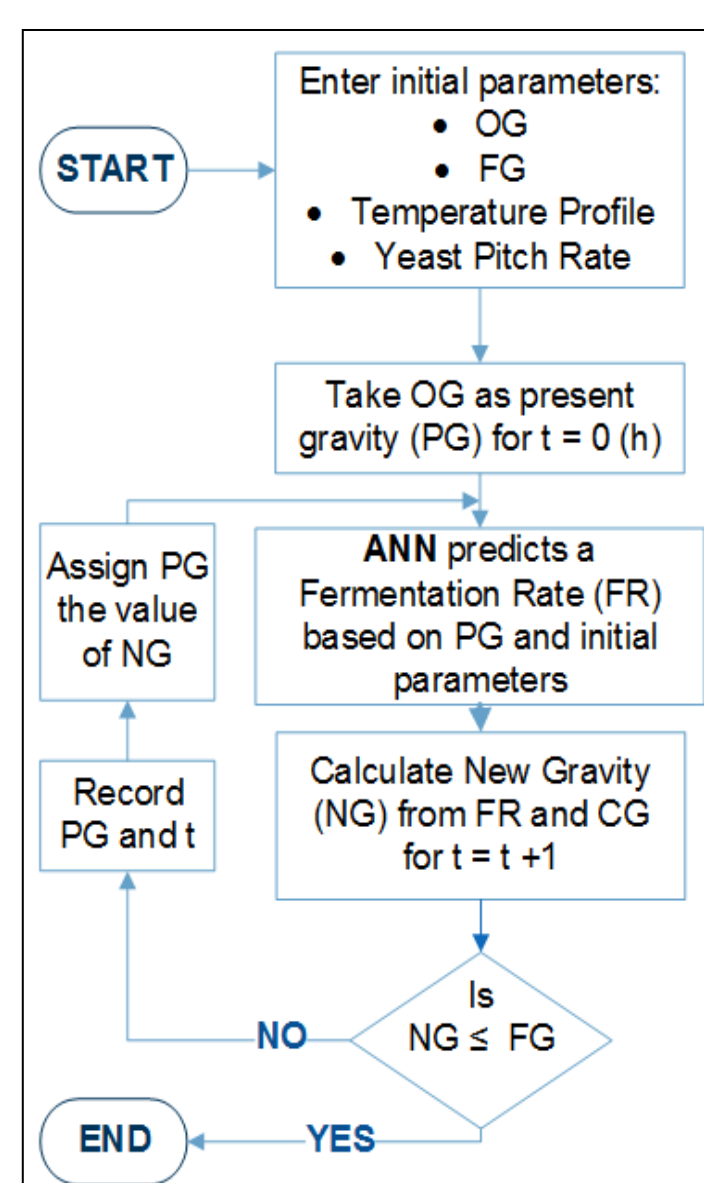 START
Enter initial parameters:
• OG
• FG
• Temperature Profile
• Yeast Pitch Rate
Take OG as present
gravity (PG) for t = 0 (h)
ANN predicts a
Fermentation Rate (FR)
based on PG and initial
parameters
Calculate New Gravity
(NG) from FR and CG
for t = t +1
Is
NG ≤ FG
NO
Record
PG and t
Assign PG
the value
of NG
YES
END